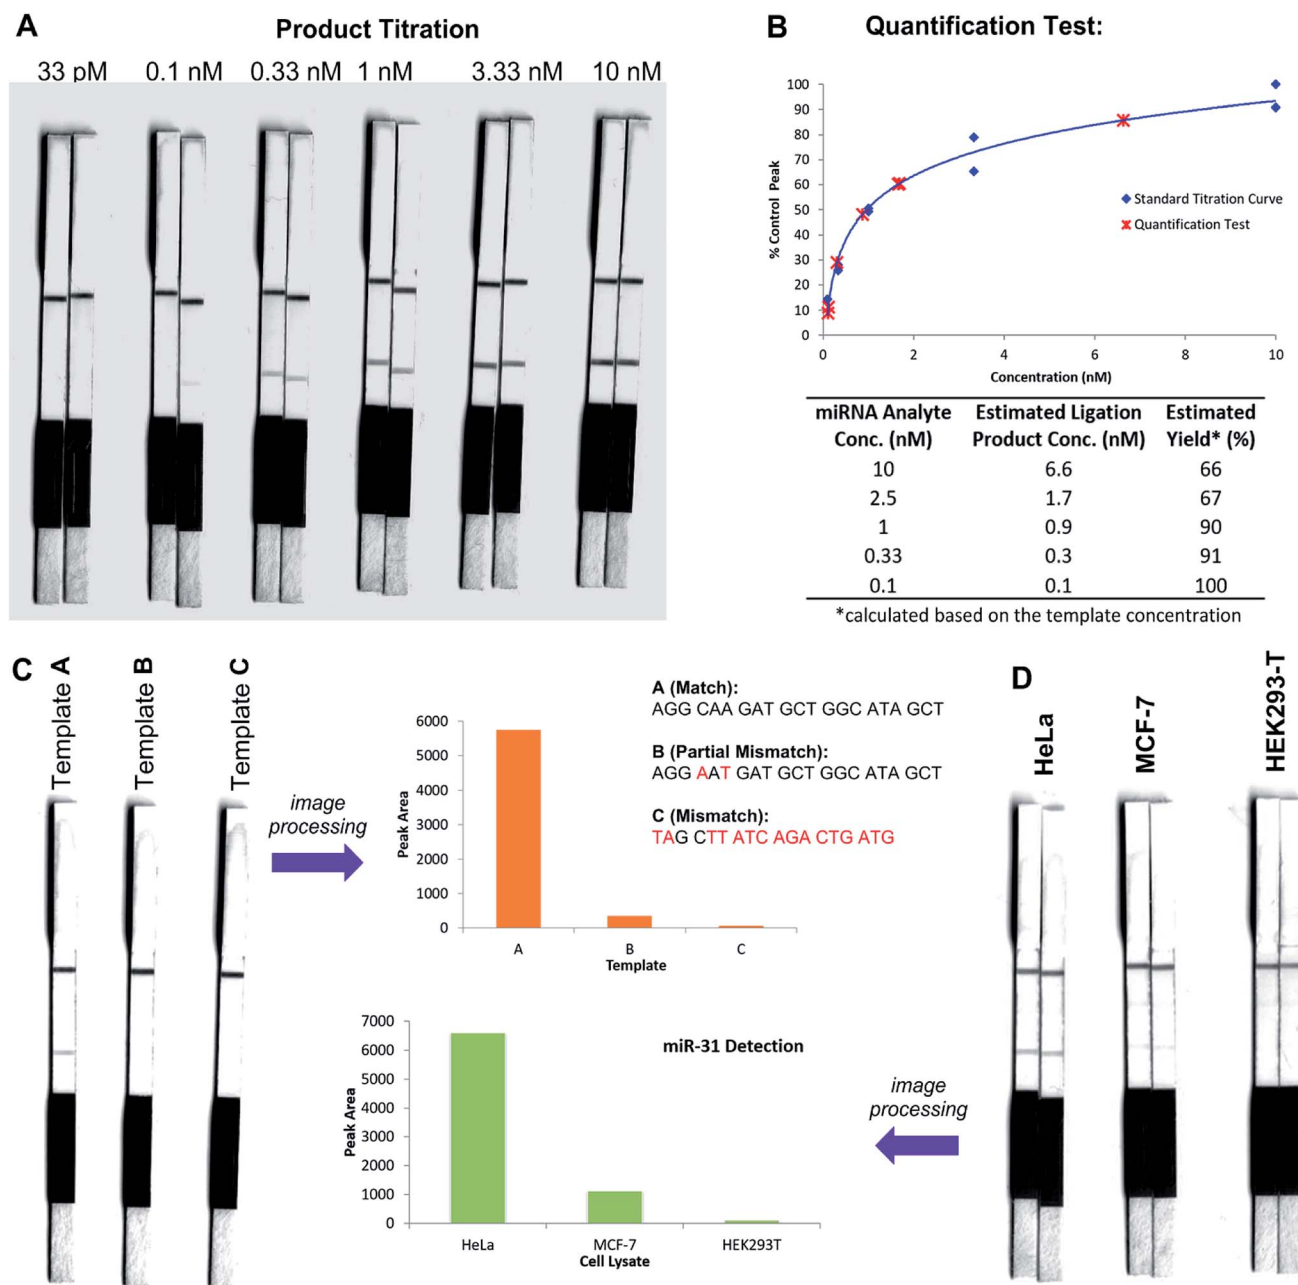 A
Product Titration
33 pM 0.1 nM 0.33 nM 1 nM 3.33 nM 10 nM
B
Quantification Test:
% Control Peak
100
90
80
70
60
50
40
30
20
10
0
0 2 4 6 8 10
Concentration (nM)
Standard Titration Curve
Quantification Test
miRNA Analyte Estimated Ligation Estimated
Conc. (nM) Product Conc. (nM) Yield* (%)
10 6.6 66
2.5 1.7 67
1 0.9 90
0.33 0.3 91
0.1 0.1 100
*calculated based on the template concentration
C
Template A
Template B
Template C
image
processing
Peak Area
6000
5000
4000
3000
2000
1000
0
A B C
Template
A (Match):
AGG CAA GAT GCT GGC ATA GCT
B (Partial Mismatch):
AGG AAT GAT GCT GGC ATA GCT
C (Mismatch):
TAG CTT ATC AGA CTG ATG
D
HeLa
MCF-7
HEK293-T
image
processing
miR-31 Detection
Peak Area
7000
6000
5000
4000
3000
2000
1000
0
HeLa MCF-7 HEK293T
Cell Lysate